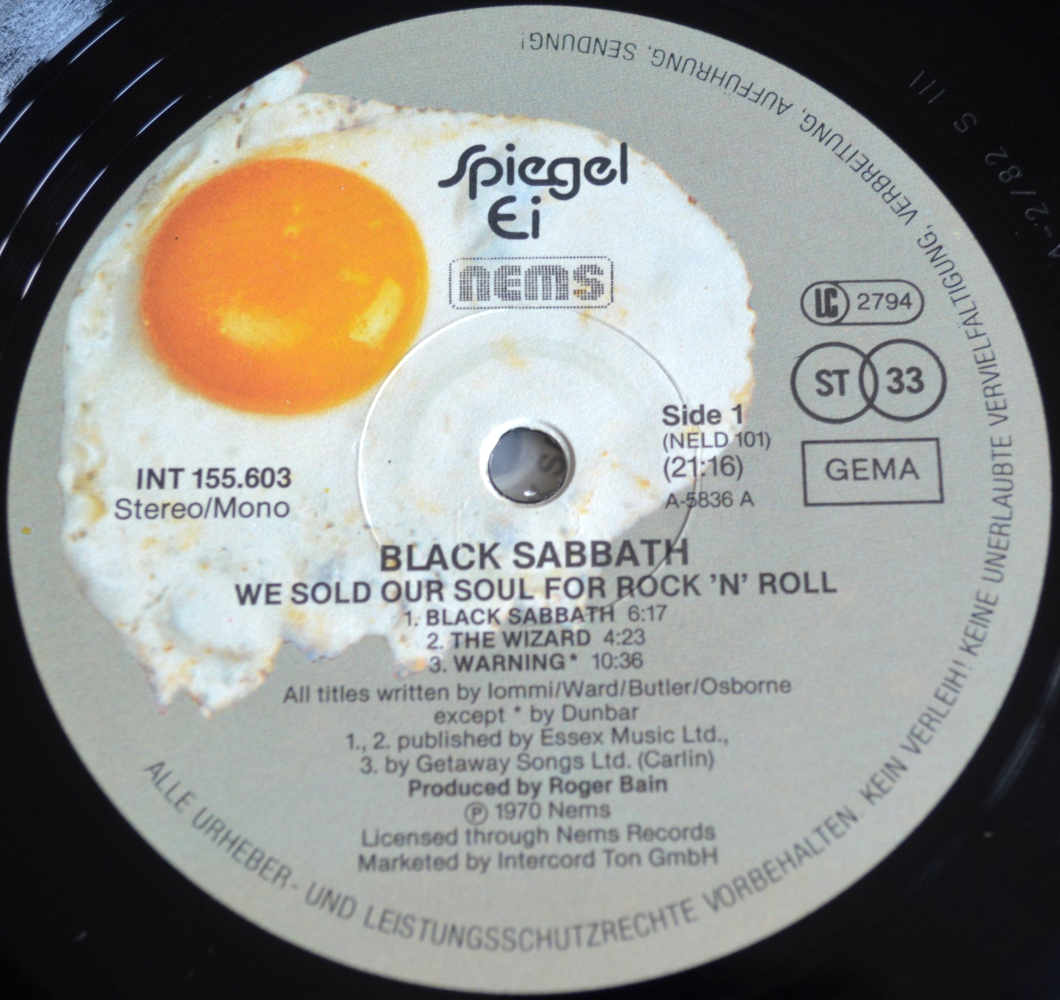 Spiegel
Ei
nems
LC 2794
ST 33
GEMA
Side 1
(NELD 101)
(21:16)
A-5836 A
INT 155.603
Stereo/Mono
BLACK SABBATH
WE SOLD OUR SOUL FOR ROCK 'N' ROLL
1. BLACK SABBATH 6:17
2. THE WIZARD 4:23
3. WARNING* 10:36
All titles written by Iommi/Ward/Butler/Osborne
except * by Dunbar
1., 2. published by Essex Music Ltd.,
3. by Getaway Songs Ltd. (Carlin)
Produced by Roger Bain
Ⓟ 1970 Nems
Licensed through Nems Records
Marketed by Intercord Ton GmbH
ALLE URHEBER- UND LEISTUNGSSCHUTZRECHTE VORBEHALTEN. KEIN VERLEIH! KEINE UNERLAUBTE VERVIELFÄLTIGUNG, VERBREITUNG, AUFFÜHRUNG, SENDUNG!
2/82 S III